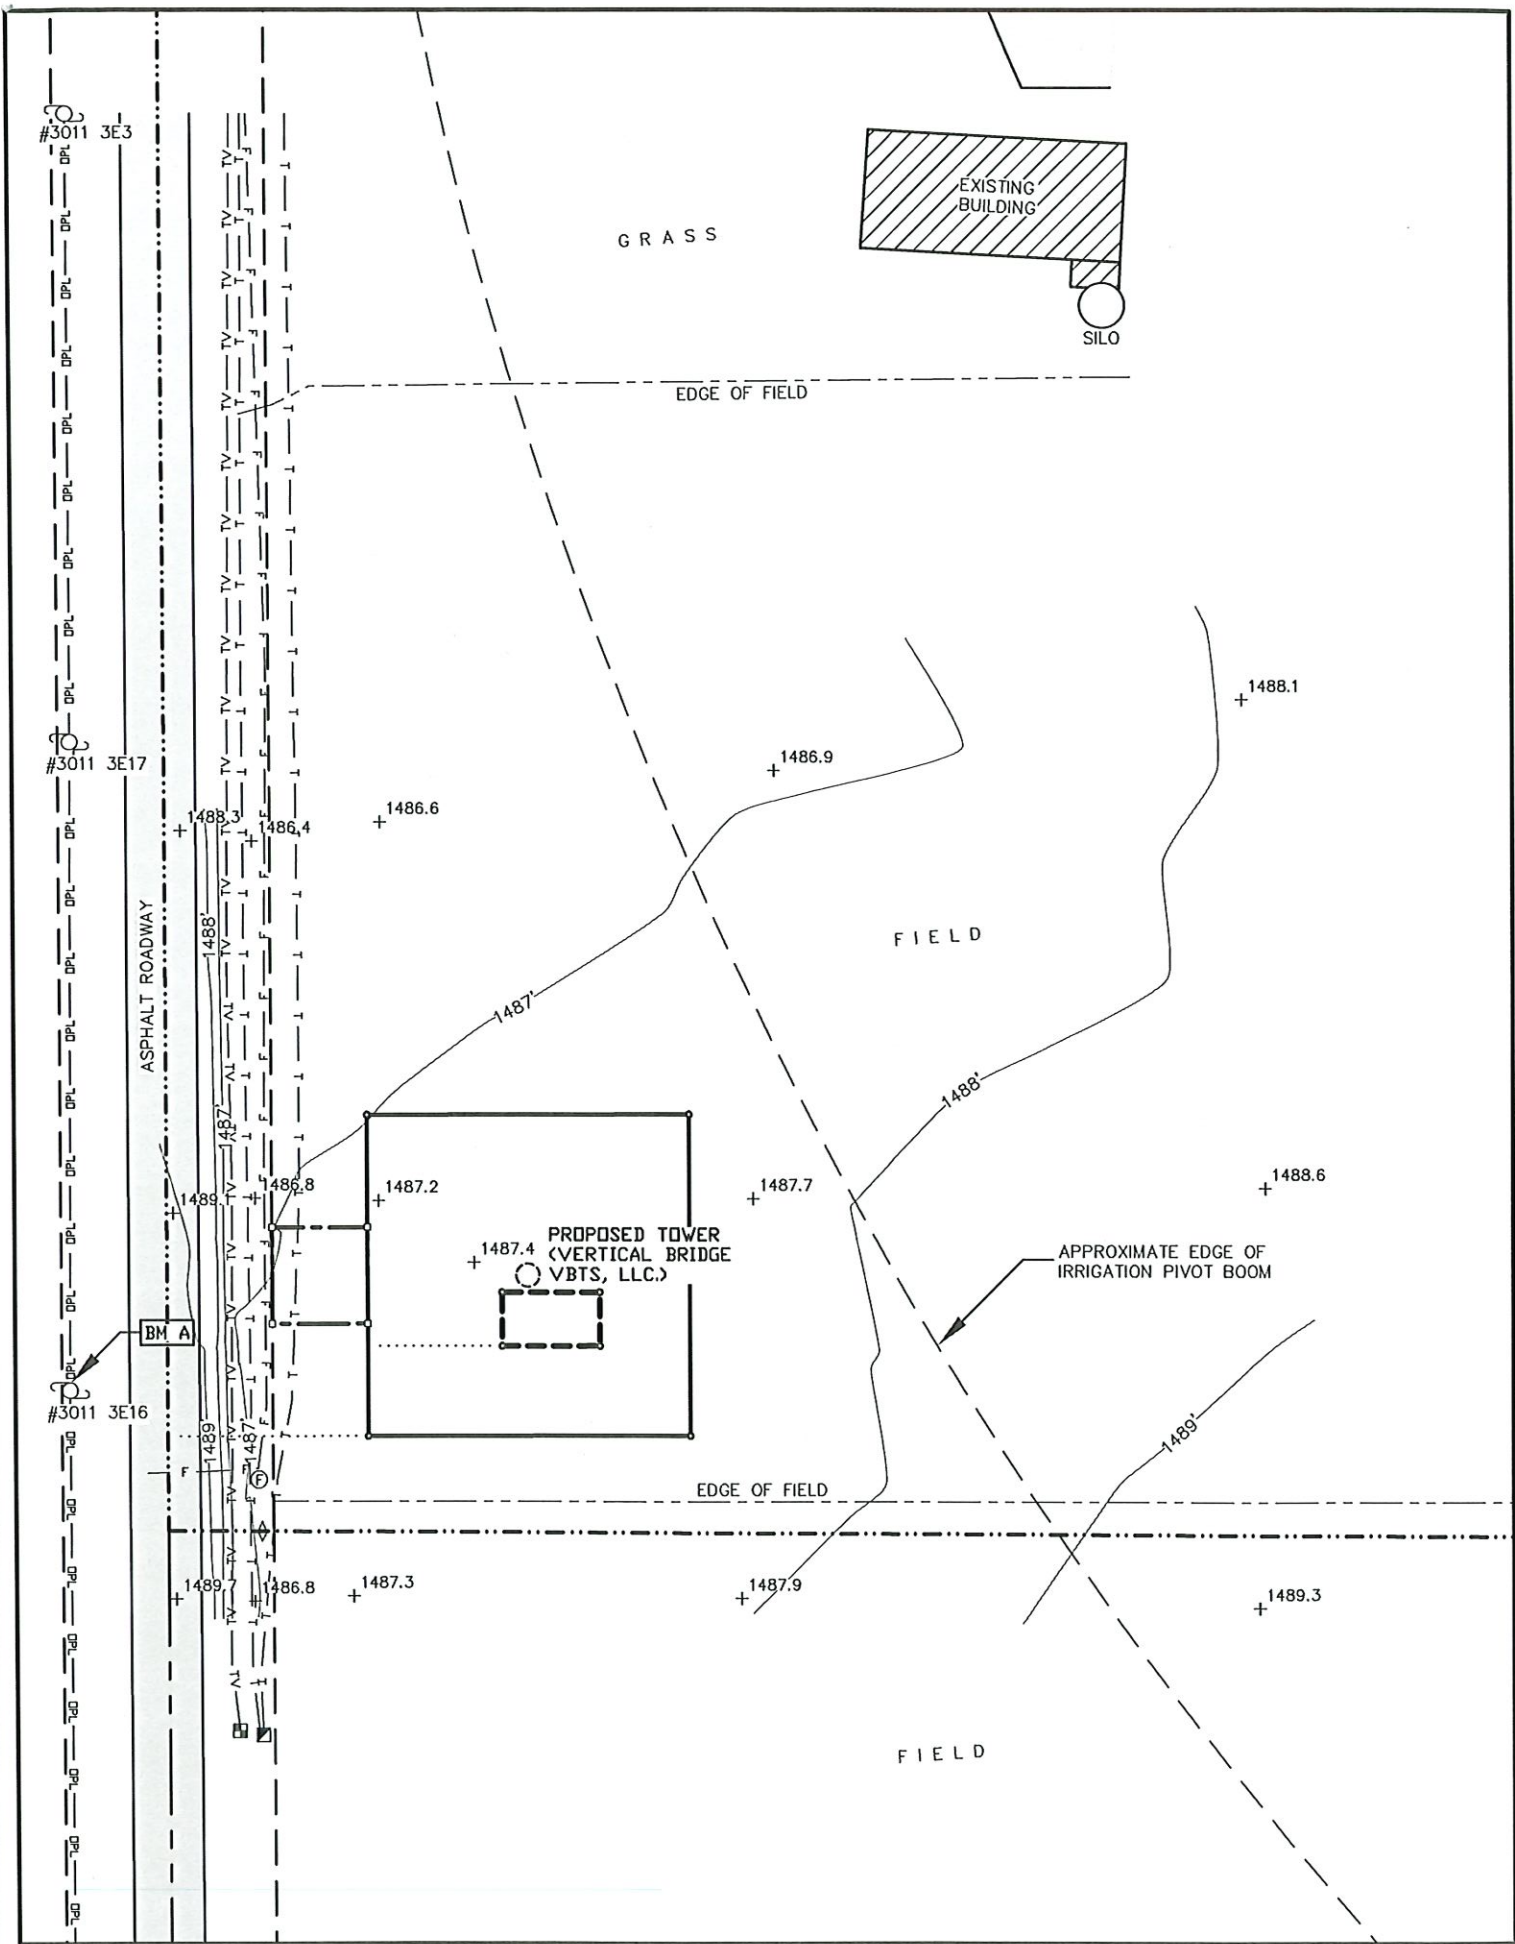 #3011 3E3
EXISTING
BUILDING
GRASS
SILO
EDGE OF FIELD
1488.1
#3011 3E17
1486.9
1486.6
1488.3
1486.4
ASPHALT ROADWAY
1488'
FIELD
1487'
1488'
1487'
1489.1
1486.8
1487.2
1487.7
1488.6
PROPOSED TOWER
(VERTICAL BRIDGE
VBTS, LLC.)
1487.4
APPROXIMATE EDGE OF
IRRIGATION PIVOT BOOM
BM A
#3011 3E16
1489'
1487'
1489'
F
F
EDGE OF FIELD
1489.7
1486.8
1487.3
1487.9
1489.3
FIELD
OPL
TV
T
F